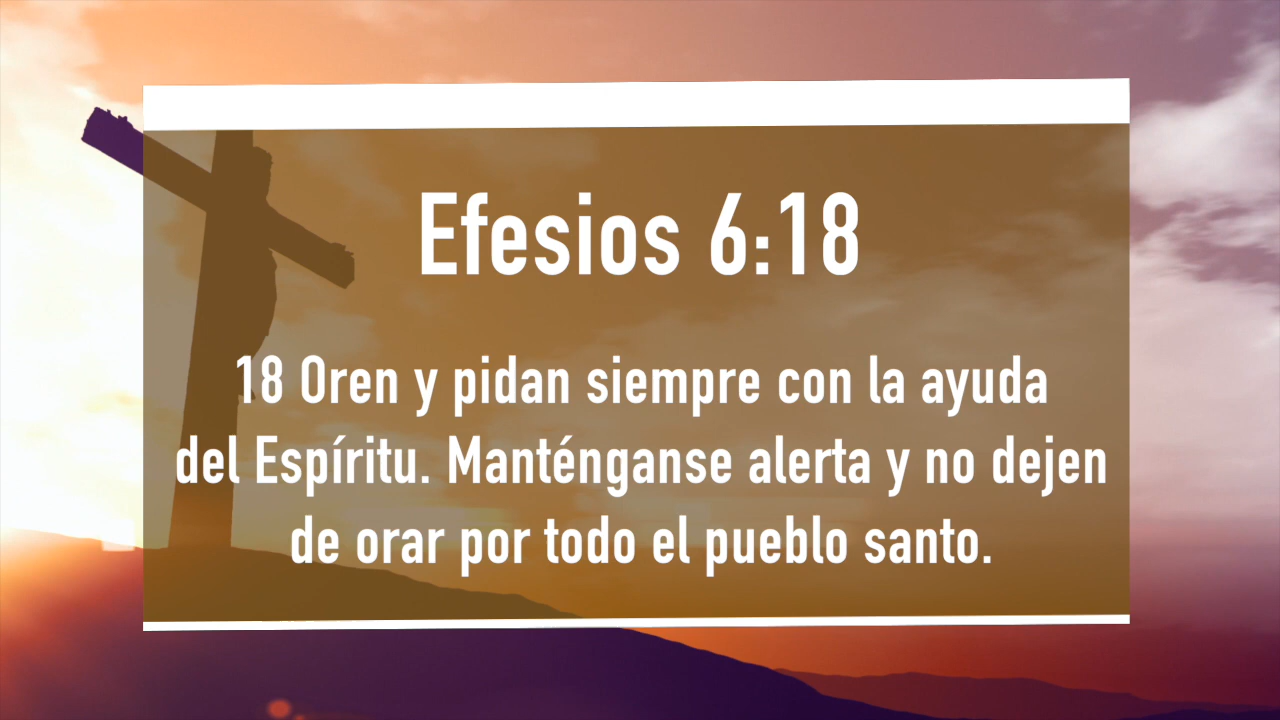 Efesios 6:18
18 Oren y pidan siempre con la ayuda
del Espíritu. Manténganse alerta y no dejen
de orar por todo el pueblo santo.